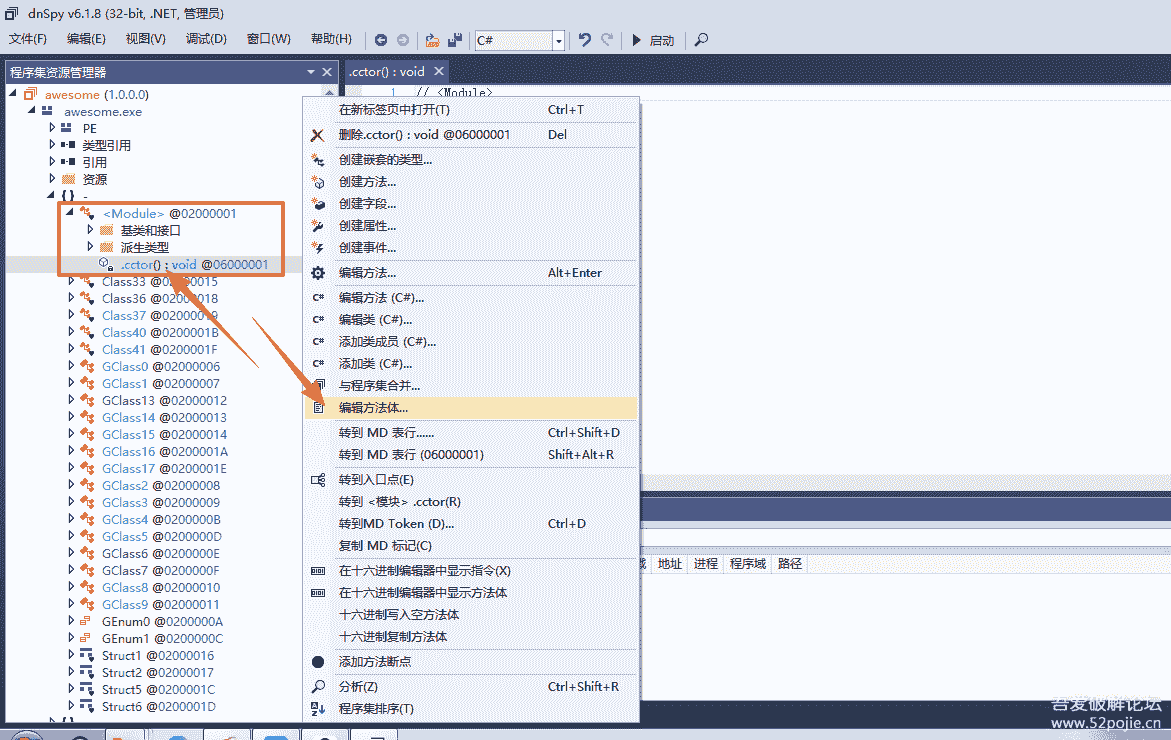 dnSpy v6.1.8 (32-bit, .NET, 管理员)
文件(F) 编辑(E) 视图(V) 调试(D) 窗口(W) 帮助(H) C# 启动
程序集资源管理器
.cctor() : void
1 // <Module>
awesome (1.0.0.0)
awesome.exe
PE
类型引用
引用
资源
{ } -
<Module> @02000001
基类和接口
派生类型
.cctor() : void @06000001
Class33 @02000015
Class36 @02000018
Class37 @02000019
Class40 @0200001B
Class41 @0200001F
GClass0 @02000006
GClass1 @02000007
GClass13 @02000012
GClass14 @02000013
GClass15 @02000014
GClass16 @0200001A
GClass17 @0200001E
GClass2 @02000008
GClass3 @02000009
GClass4 @0200000B
GClass5 @0200000D
GClass6 @0200000E
GClass7 @0200000F
GClass8 @02000010
GClass9 @02000011
GEnum0 @0200000A
GEnum1 @0200000C
Struct1 @02000016
Struct2 @02000017
Struct5 @0200001C
Struct6 @0200001D
在新标签页中打开(T) Ctrl+T
删除.cctor() : void @06000001 Del
创建嵌套的类型...
创建方法...
创建字段...
创建属性...
创建事件...
编辑方法... Alt+Enter
C# 编辑方法 (C#)...
C# 编辑类 (C#)...
C# 添加类成员 (C#)...
C# 添加类 (C#)...
与程序集合并...
编辑方法体...
转到 MD 表行...... Ctrl+Shift+D
转到 MD 表行 (06000001) Shift+Alt+R
转到入口点(E)
转到 <模块> .cctor(R)
转到MD Token (D)... Ctrl+D
复制 MD 标记(C)
在十六进制编辑器中显示指令(X)
在十六进制编辑器中显示方法体
十六进制写入空方法体
十六进制复制方法体
添加方法断点
分析(Z) Ctrl+Shift+R
程序集排序(T)
地址 进程 程序域 路径
吾爱破解论坛
www.52pojie.cn